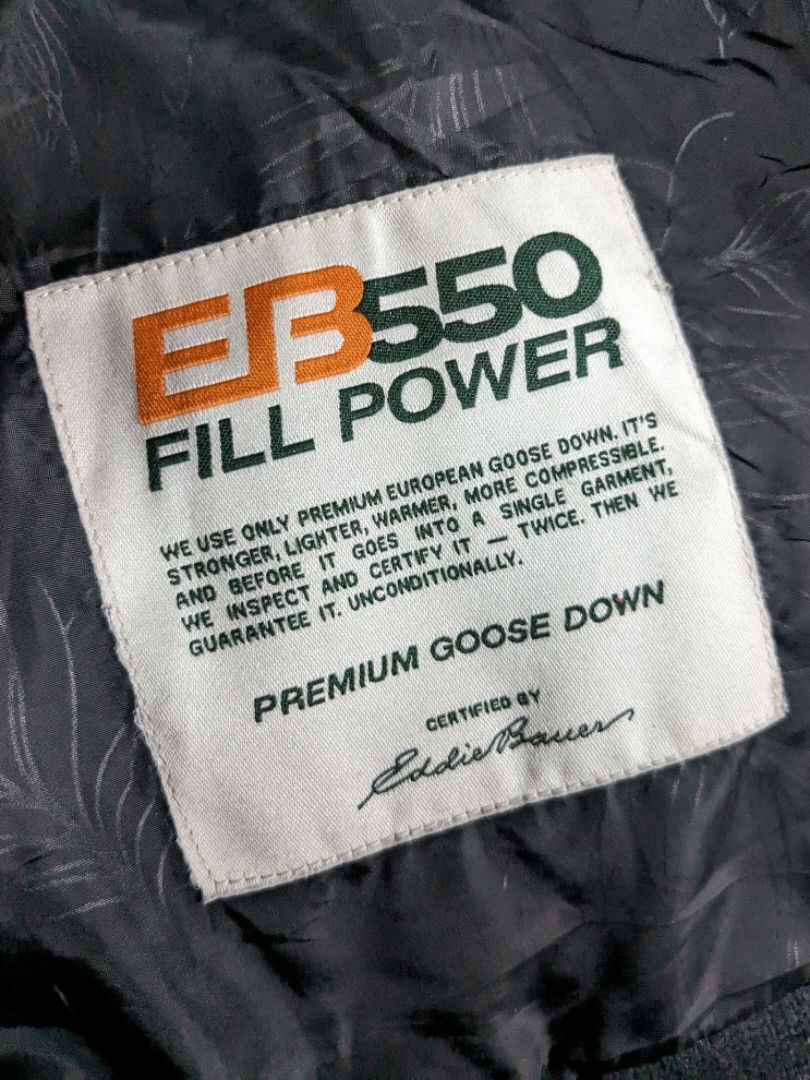 EB550
FILL POWER
WE USE ONLY PREMIUM EUROPEAN GOOSE DOWN. IT'S
STRONGER, LIGHTER, WARMER, MORE COMPRESSIBLE.
AND BEFORE IT GOES INTO A SINGLE GARMENT,
WE INSPECT AND CERTIFY IT — TWICE. THEN WE
GUARANTEE IT. UNCONDITIONALLY.
PREMIUM GOOSE DOWN
CERTIFIED BY
Eddie Bauer